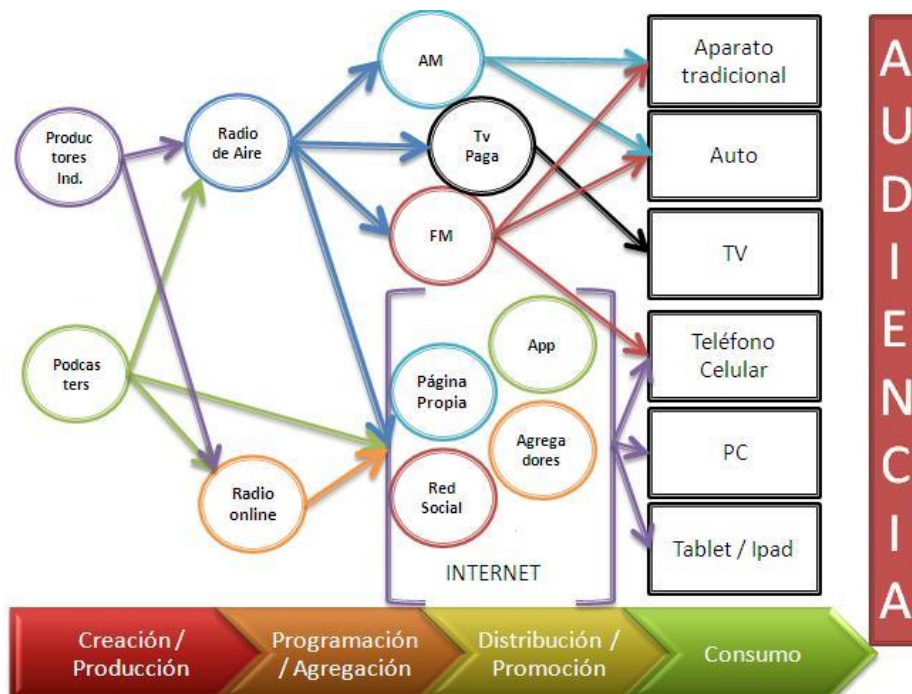 Produc
tores
Ind.
Podcas
ters
Radio
de Aire
Radio
online
AM
Tv
Paga
FM
App
Página
Propia
Agrega
dores
Red
Social
INTERNET
Aparato
tradicional
Auto
TV
Teléfono
Celular
PC
Tablet / Ipad
AUDIENCIA
Creación /
Producción
Programación
/ Agregación
Distribución /
Promoción
Consumo